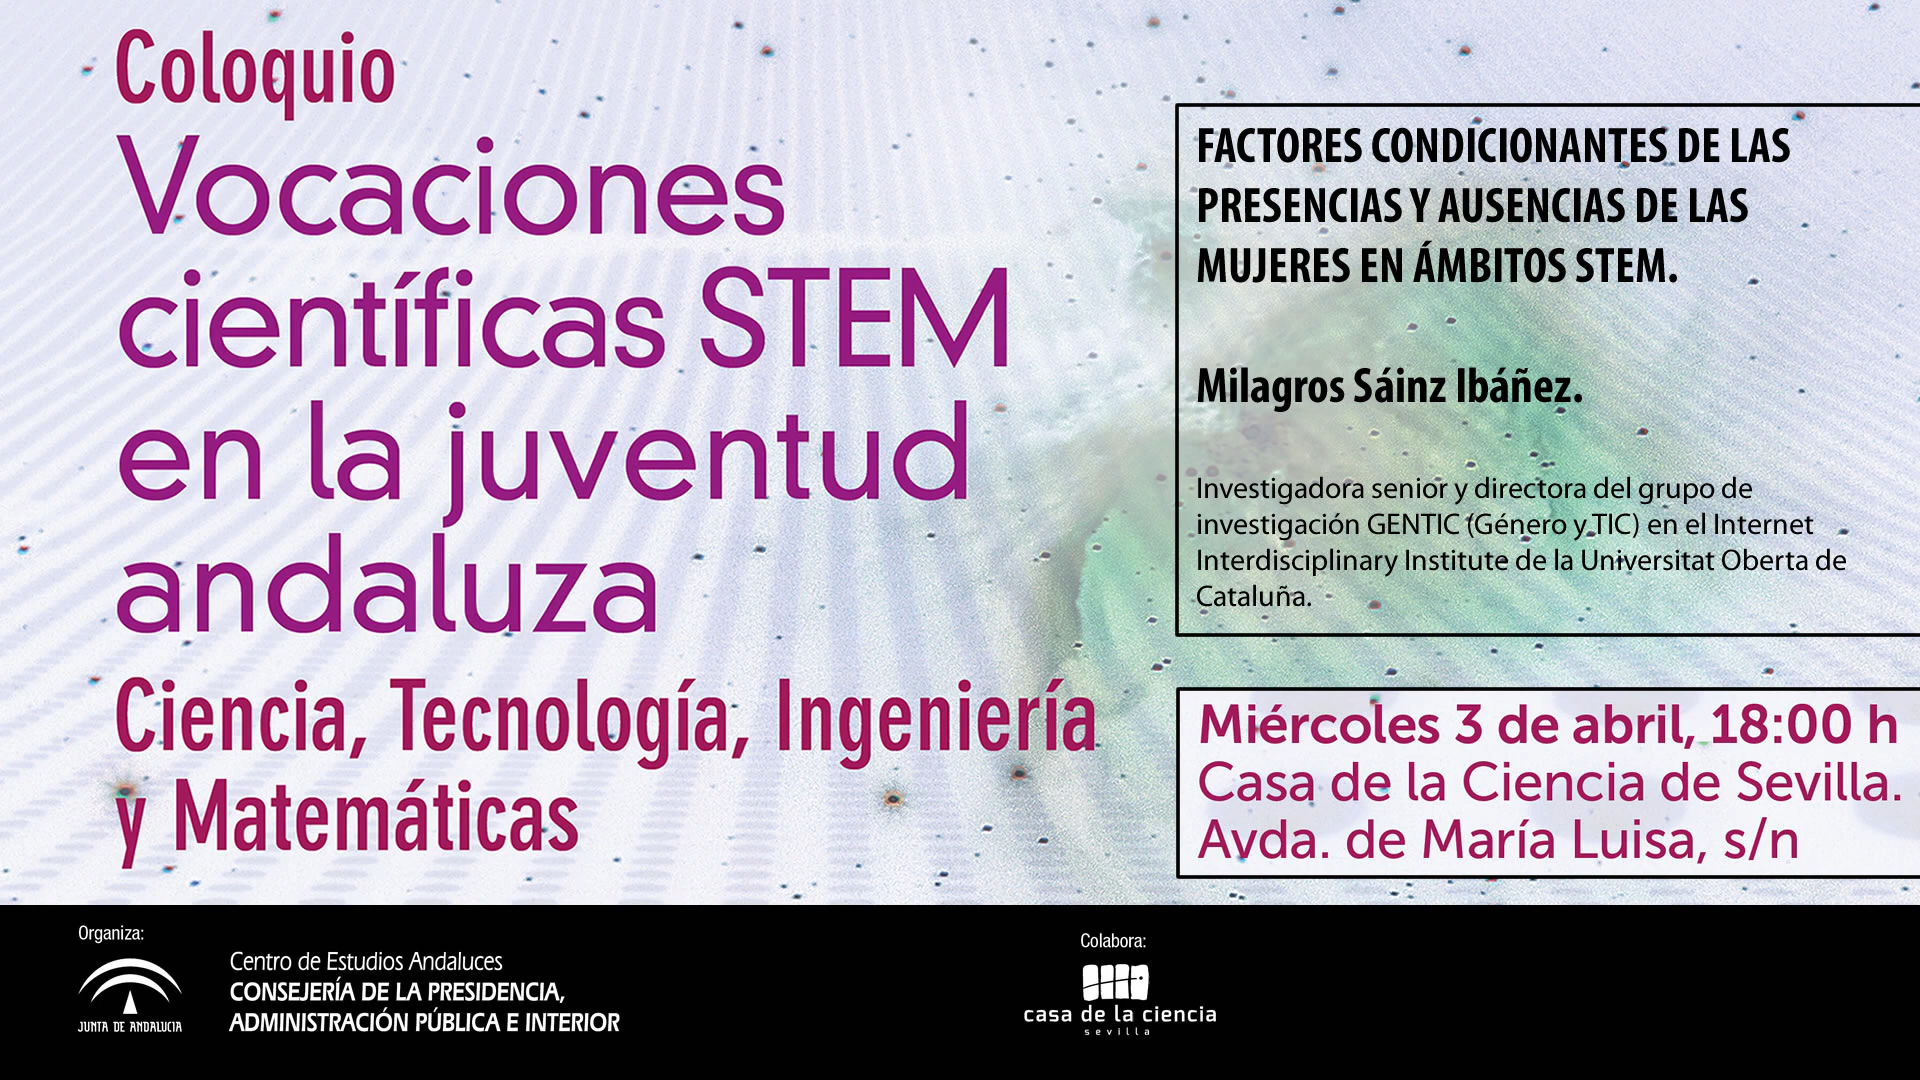 Coloquio
Vocaciones
científicas STEM
en la juventud
andaluza
Ciencia, Tecnología, Ingeniería
y Matemáticas
FACTORES CONDICIONANTES DE LAS
PRESENCIAS Y AUSENCIAS DE LAS
MUJERES EN ÁMBITOS STEM.
Milagros Sáinz Ibáñez.
Investigadora senior y directora del grupo de
investigación GENTIC (Género y TIC) en el Internet
Interdisciplinary Institute de la Universitat Oberta de
Cataluña.
Miércoles 3 de abril, 18:00 h
Casa de la Ciencia de Sevilla.
Avda. de María Luisa, s/n
Organiza:
JUNTA DE ANDALUCIA
Centro de Estudios Andaluces
CONSEJERÍA DE LA PRESIDENCIA,
ADMINISTRACIÓN PÚBLICA E INTERIOR
Colabora:
casa de la ciencia
sevilla